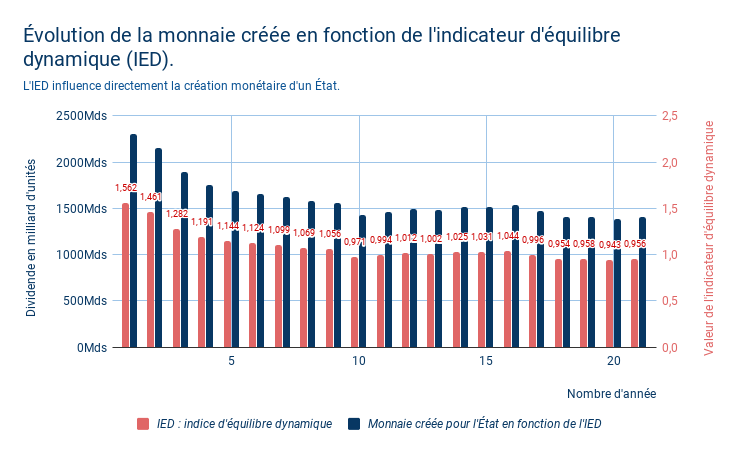 Évolution de la monnaie créée en fonction de l'indicateur d'équilibre
dynamique (IED).
L'IED influence directement la création monétaire d'un État.
2500Mds
2000Mds
1500Mds
1000Mds
500Mds
0Mds
Dividende en milliard d'unités
2,5
2,0
1,5
1,0
0,5
0,0
Valeur de l'indicateur d'équilibre dynamique
1,562
1,461
1,282
1,191
1,144
1,124
1,099
1,069
1,056
0,971
0,994
1,012
1,002
1,025
1,031
1,044
0,996
0,954
0,958
0,943
0,956
5
10
15
20
Nombre d'année
IED : indice d'équilibre dynamique
Monnaie créée pour l'État en fonction de l'IED